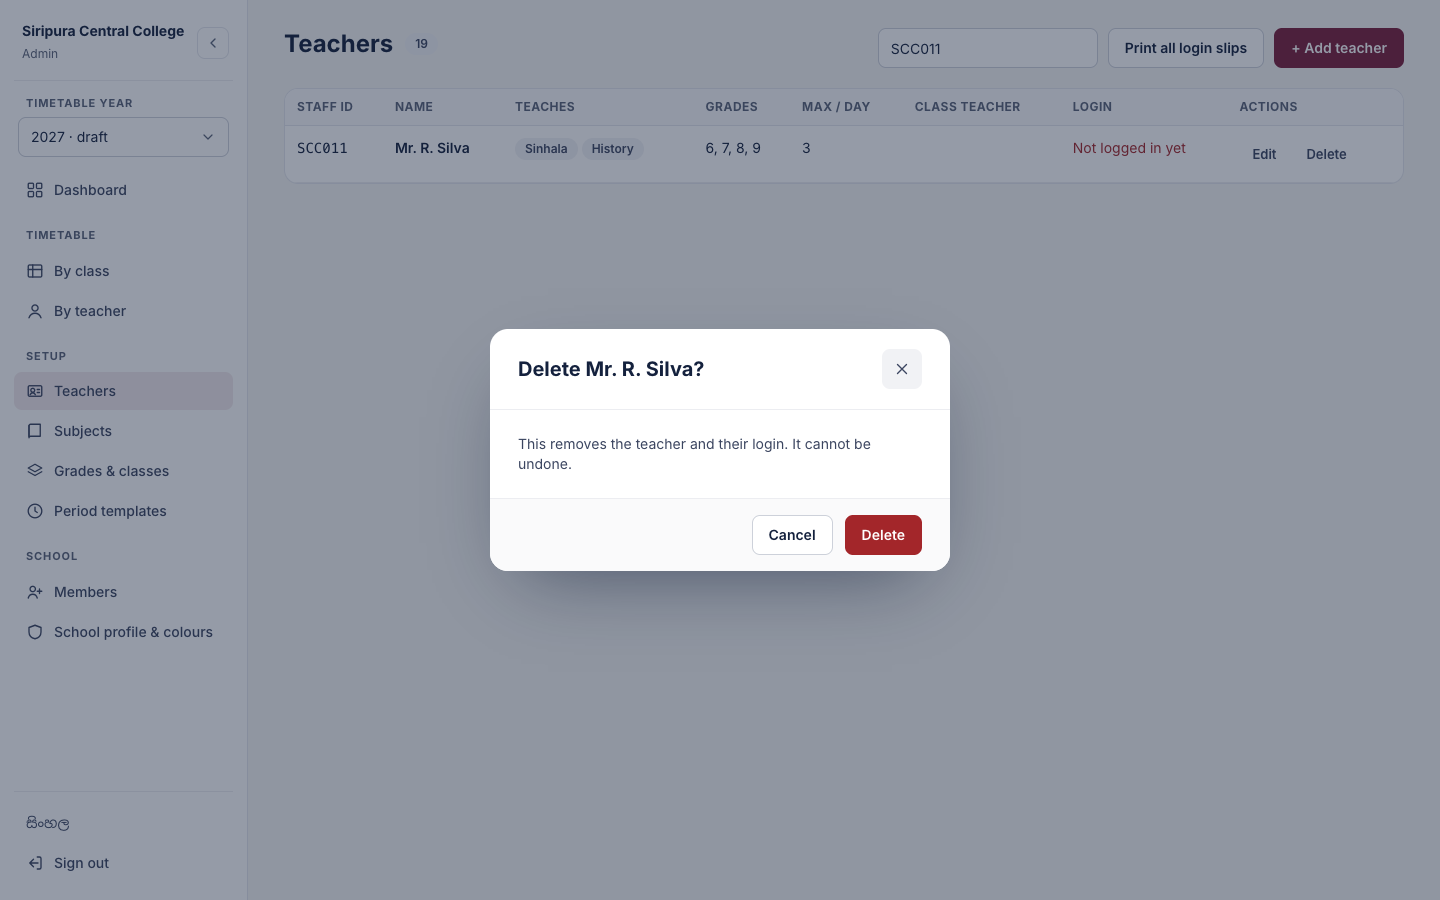 Siripura Central College
Admin
TIMETABLE YEAR
2027 · draft
Dashboard
TIMETABLE
By class
By teacher
SETUP
Teachers
Subjects
Grades & classes
Period templates
SCHOOL
Members
School profile & colours
සිංහල
Sign out
Teachers 19
SCC011
Print all login slips
+ Add teacher
STAFF ID NAME TEACHES GRADES MAX / DAY CLASS TEACHER LOGIN ACTIONS
SCC011 Mr. R. Silva Sinhala History 6, 7, 8, 9 3 Not logged in yet Edit Delete
Delete Mr. R. Silva?
This removes the teacher and their login. It cannot be
undone.
Cancel Delete